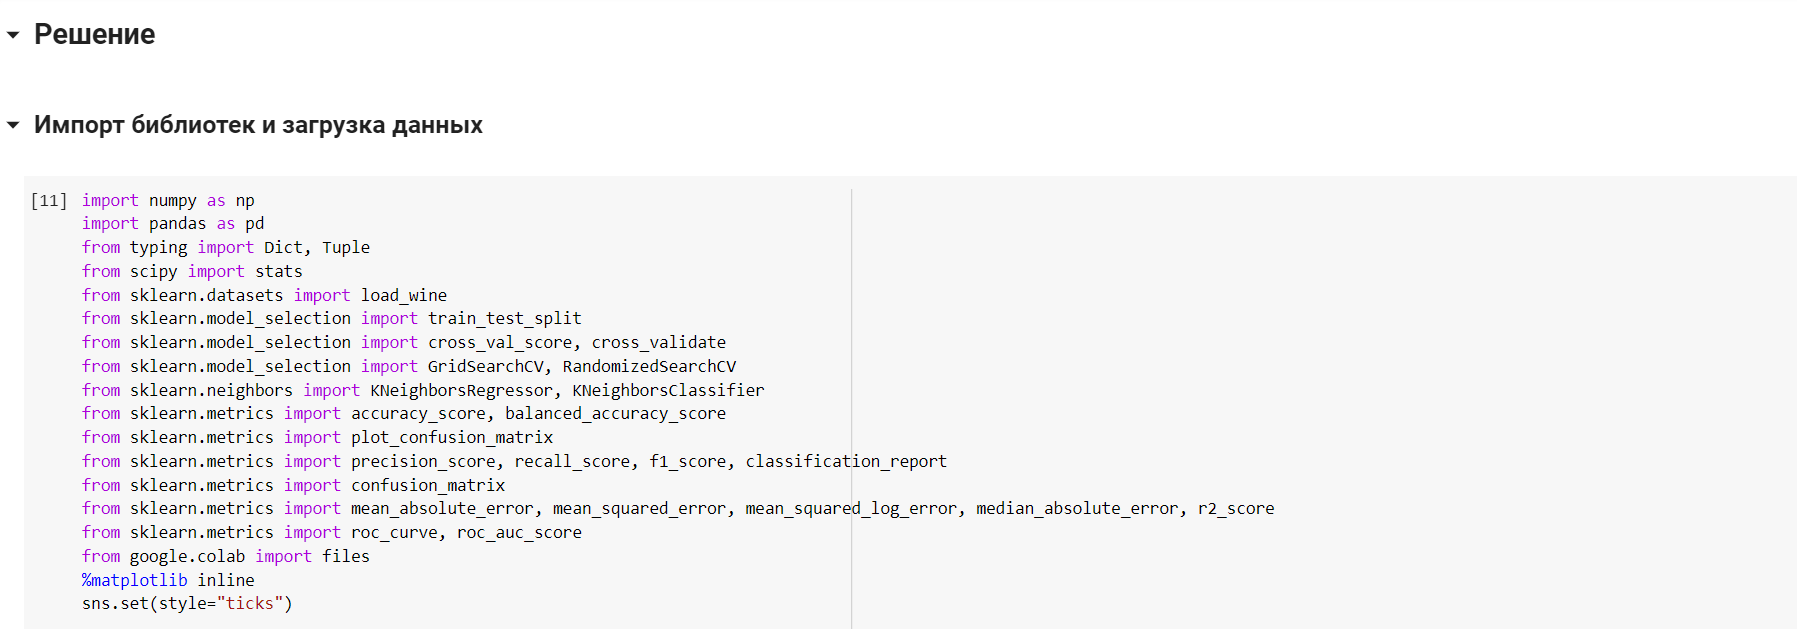 Решение
Импорт библиотек и загрузка данных
[11] import numpy as np
import pandas as pd
from typing import Dict, Tuple
from scipy import stats
from sklearn.datasets import load_wine
from sklearn.model_selection import train_test_split
from sklearn.model_selection import cross_val_score, cross_validate
from sklearn.model_selection import GridSearchCV, RandomizedSearchCV
from sklearn.neighbors import KNeighborsRegressor, KNeighborsClassifier
from sklearn.metrics import accuracy_score, balanced_accuracy_score
from sklearn.metrics import plot_confusion_matrix
from sklearn.metrics import precision_score, recall_score, f1_score, classification_report
from sklearn.metrics import confusion_matrix
from sklearn.metrics import mean_absolute_error, mean_squared_error, mean_squared_log_error, median_absolute_error, r2_score
from sklearn.metrics import roc_curve, roc_auc_score
from google.colab import files
%matplotlib inline
sns.set(style="ticks")